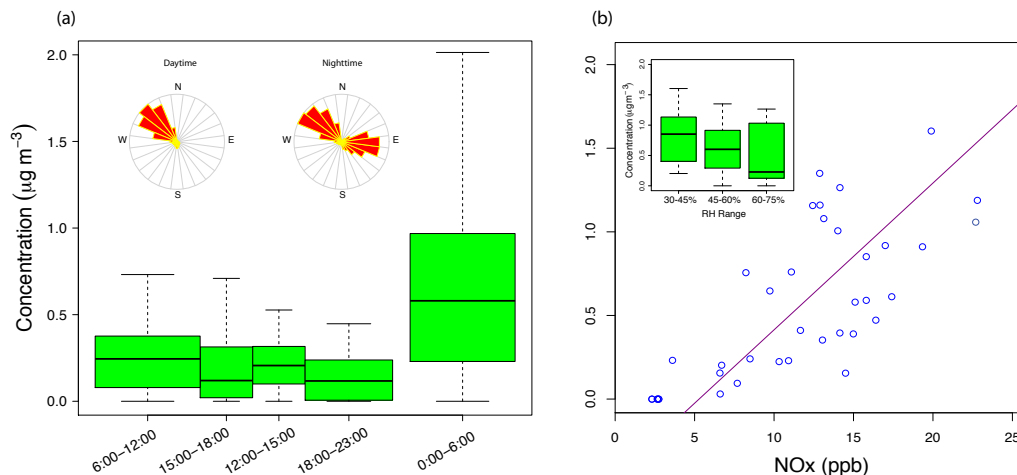 (a)
Concentration (μg m⁻³)
2.0
1.5
1.0
0.5
0.0
Daytime
N
W
E
S
Nighttime
N
W
E
S
6:00−12:00
15:00−18:00
12:00−15:00
18:00−23:00
0:00−6:00
(b)
2.0
1.5
1.0
0.5
0.0
Concentration (μgm⁻³)
2.0
1.5
1.0
0.5
0.0
30-45%
45-60%
60-75%
RH Range
0
5
10
15
20
25
NOx (ppb)